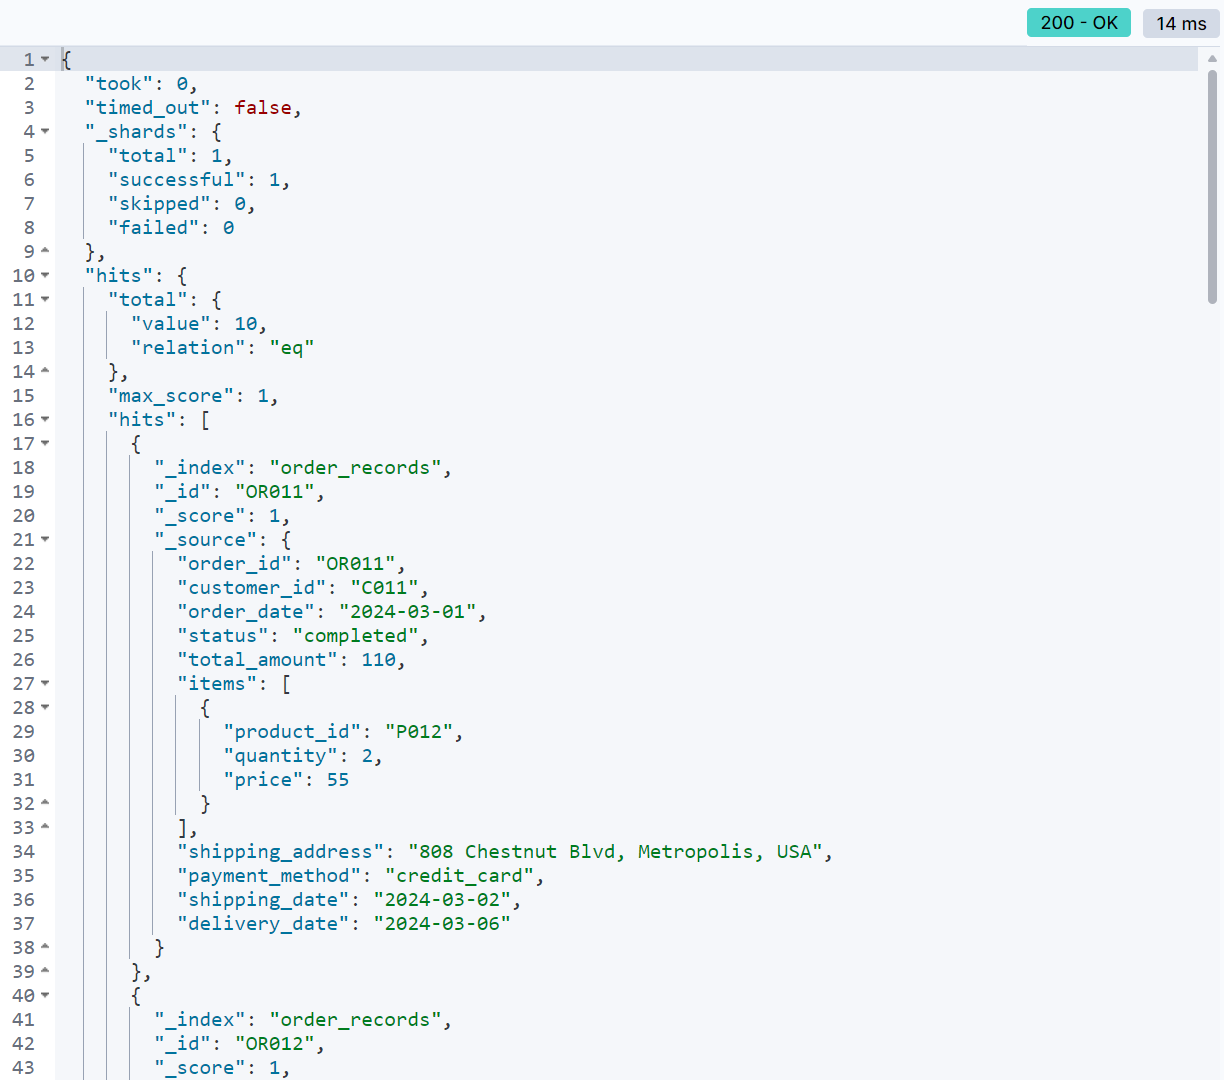 200 - OK 14 ms
1 {
2 "took": 0,
3 "timed_out": false,
4 "_shards": {
5 "total": 1,
6 "successful": 1,
7 "skipped": 0,
8 "failed": 0
9 },
10 "hits": {
11 "total": {
12 "value": 10,
13 "relation": "eq"
14 },
15 "max_score": 1,
16 "hits": [
17 {
18 "_index": "order_records",
19 "_id": "OR011",
20 "_score": 1,
21 "_source": {
22 "order_id": "OR011",
23 "customer_id": "C011",
24 "order_date": "2024-03-01",
25 "status": "completed",
26 "total_amount": 110,
27 "items": [
28 {
29 "product_id": "P012",
30 "quantity": 2,
31 "price": 55
32 }
33 ],
34 "shipping_address": "808 Chestnut Blvd, Metropolis, USA",
35 "payment_method": "credit_card",
36 "shipping_date": "2024-03-02",
37 "delivery_date": "2024-03-06"
38 }
39 },
40 {
41 "_index": "order_records",
42 "_id": "OR012",
43 "_score": 1,